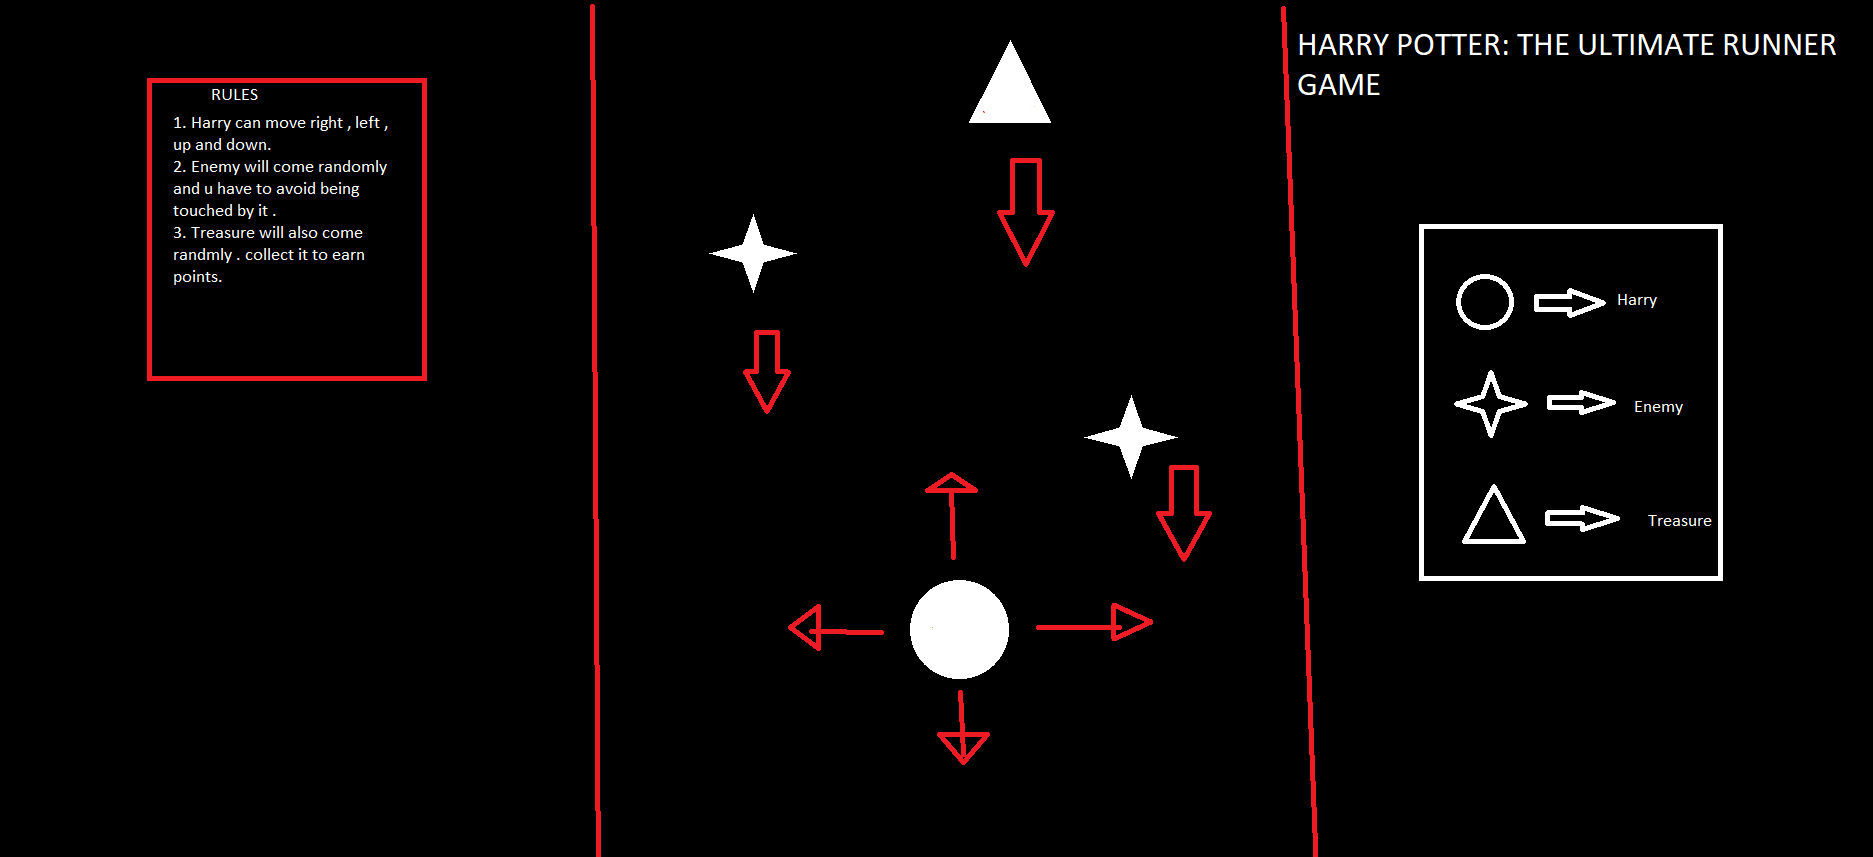 RULES
1. Harry can move right , left ,
up and down.
2. Enemy will come randomly
and u have to avoid being
touched by it .
3. Treasure will also come
randmly . collect it to earn
points.
HARRY POTTER: THE ULTIMATE RUNNER
GAME
Harry
Enemy
Treasure